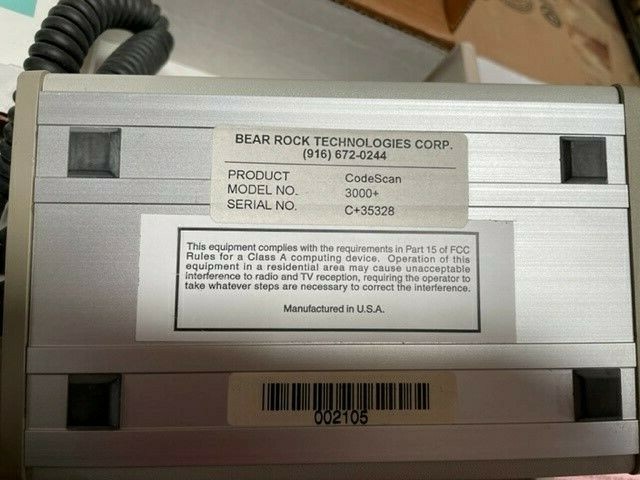 BEAR ROCK TECHNOLOGIES CORP.
(916) 672-0244
PRODUCT CodeScan
MODEL NO. 3000+
SERIAL NO. C+35328
This equipment complies with the requirements in Part 15 of FCC
Rules for a Class A computing device. Operation of this
equipment in a residential area may cause unacceptable
interference to radio and TV reception, requiring the operator to
take whatever steps are necessary to correct the interference.
Manufactured in U.S.A.
002105